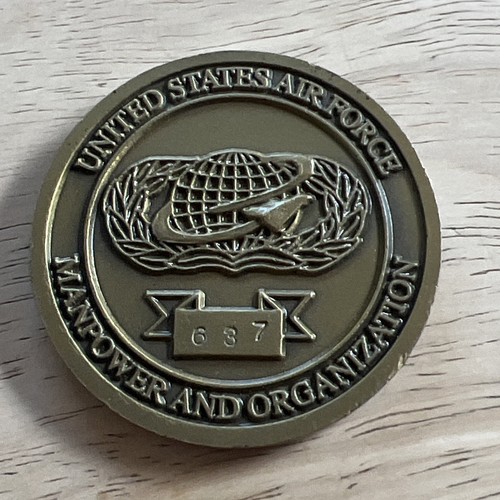 UNITED STATES AIR FORCE
637
MANPOWER AND ORGANIZATION